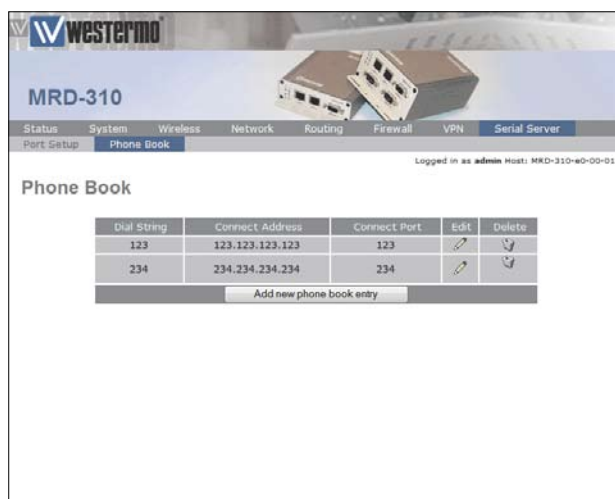 westermo
MRD-310
Status System Wireless Network Routing Firewall VPN Serial Server
Port Setup Phone Book
Logged in as admin Host: MRD-310-e0-00-01
Phone Book
Dial String Connect Address Connect Port Edit Delete
123 123.123.123.123 123
234 234.234.234.234 234
Add new phone book entry